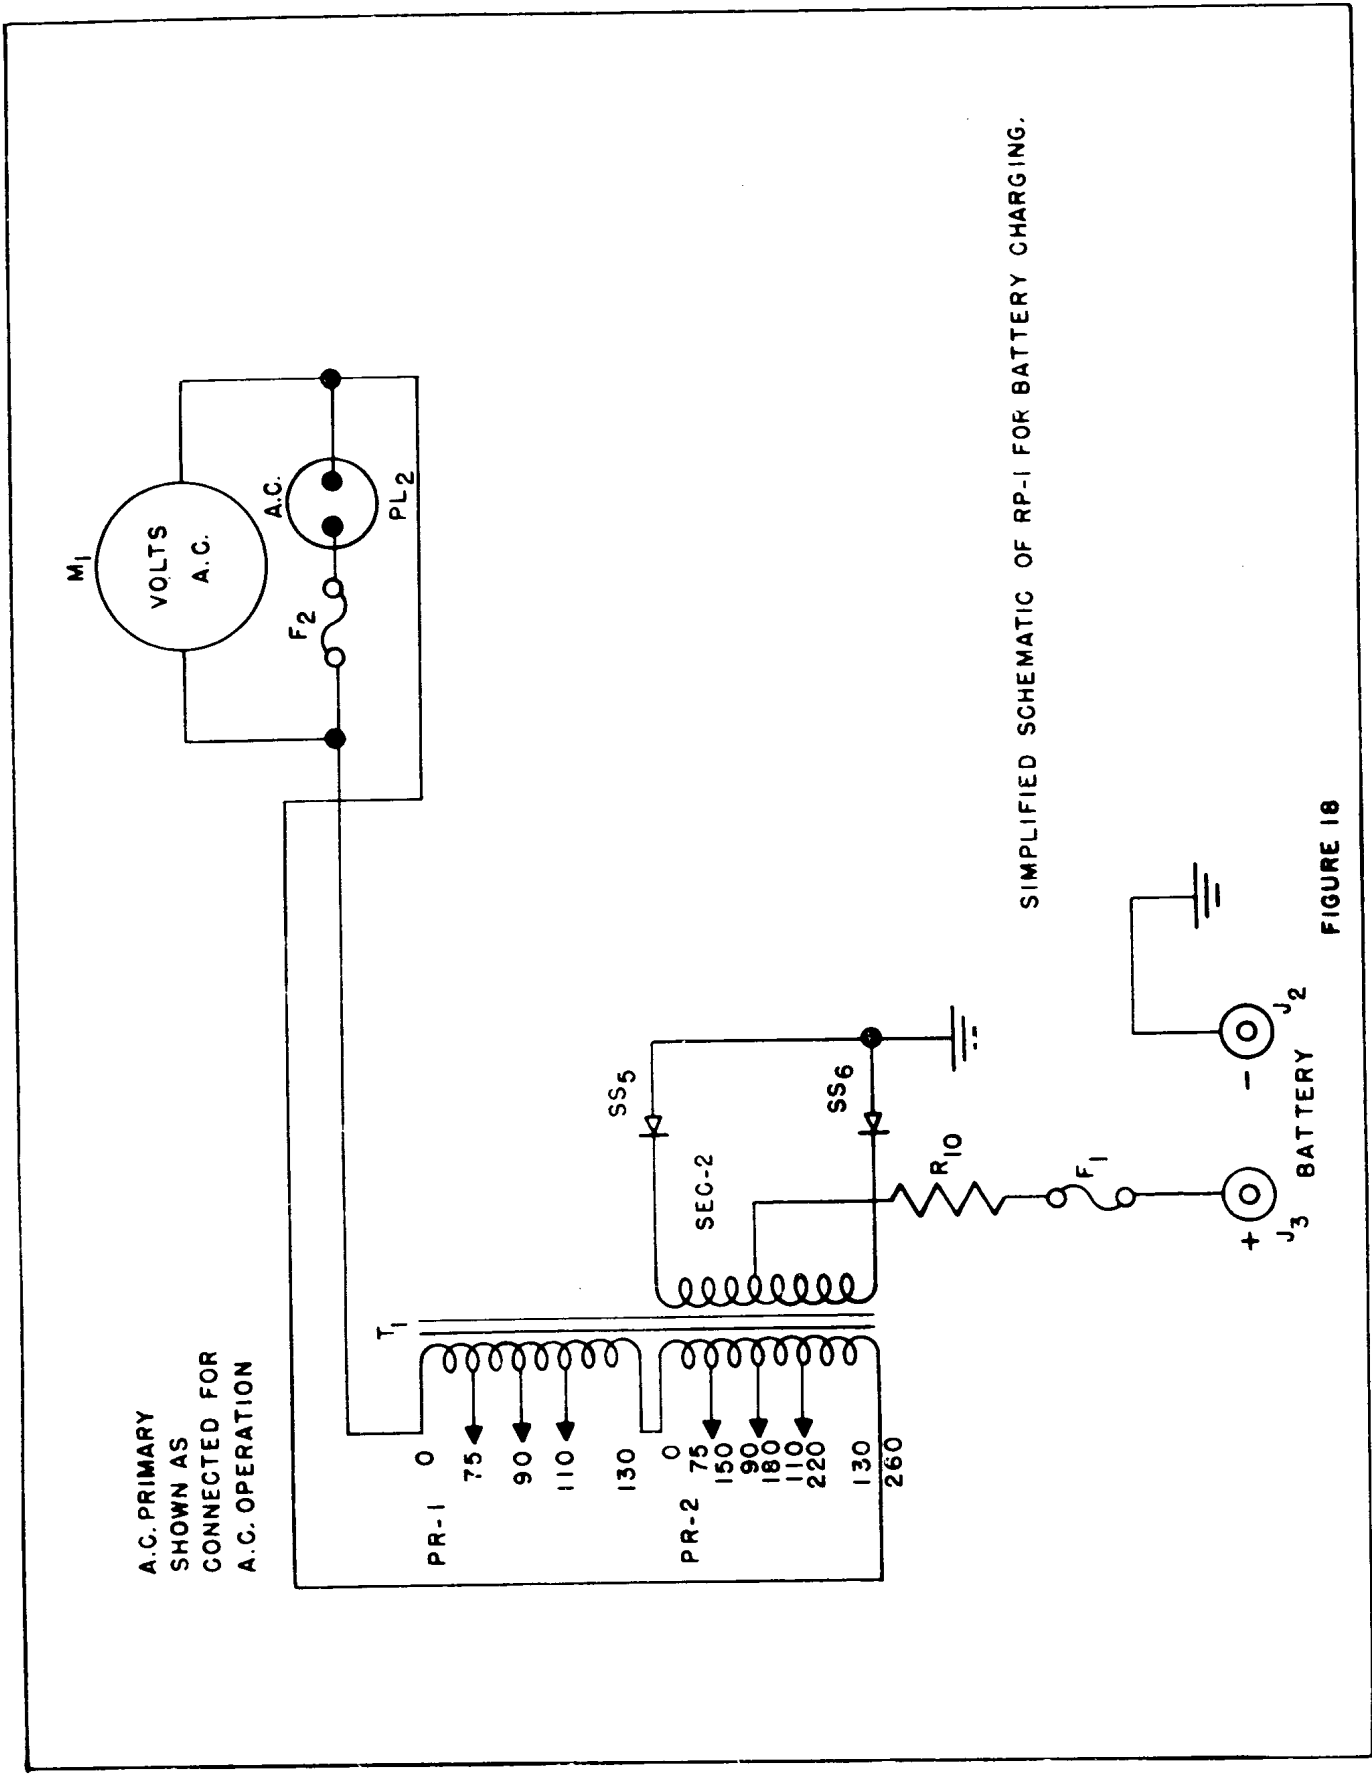 A.C. PRIMARY
SHOWN AS
CONNECTED FOR
A.C. OPERATION
M1
VOLTS
A.C.
A.C.
F2
PL2
T1
PR-1
0
75
90
110
130
PR-2
0
75
150
90
180
110
220
130
260
SEC-2
SS5
SS6
R10
F1
+
J3
BATTERY
-
J2
SIMPLIFIED SCHEMATIC OF RP-1 FOR BATTERY CHARGING.
FIGURE 18